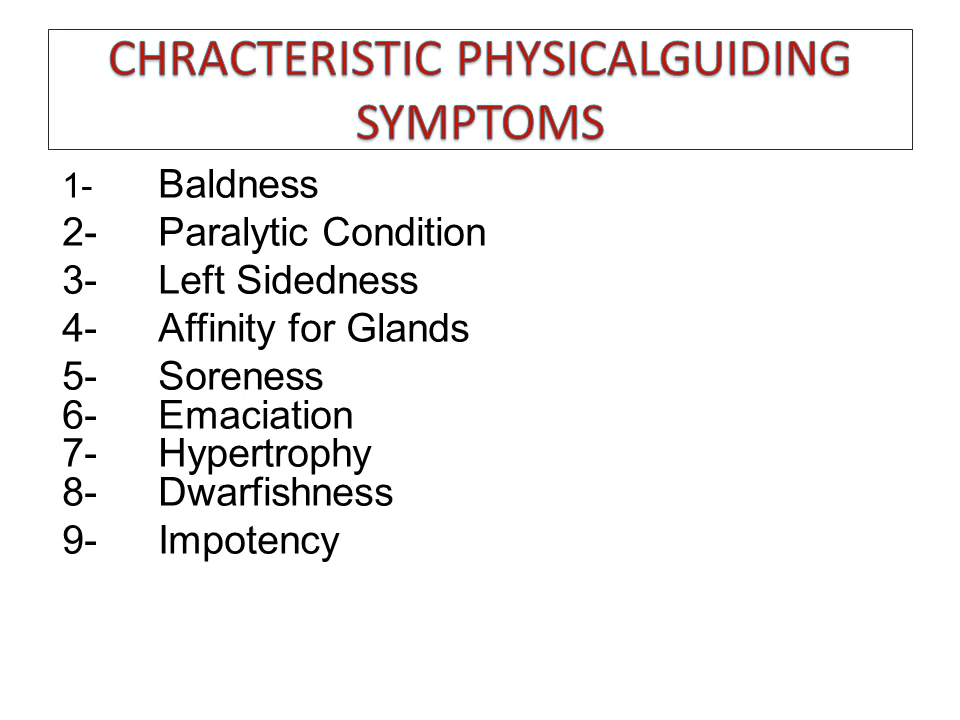 CHRACTERISTIC PHYSICALGUIDING
SYMPTOMS
1- Baldness
2- Paralytic Condition
3- Left Sidedness
4- Affinity for Glands
5- Soreness
6- Emaciation
7- Hypertrophy
8- Dwarfishness
9- Impotency